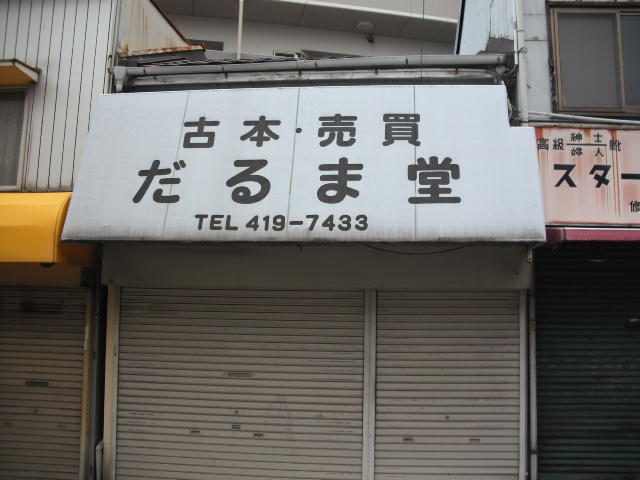 古本・売買
だるま堂
TEL 419-7433
高級 紳士 婦人 靴
スター
修